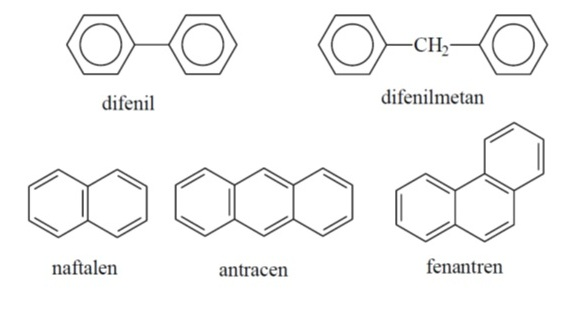 CH₂
difenil
difenilmetan
naftalen
antracen
fenantren